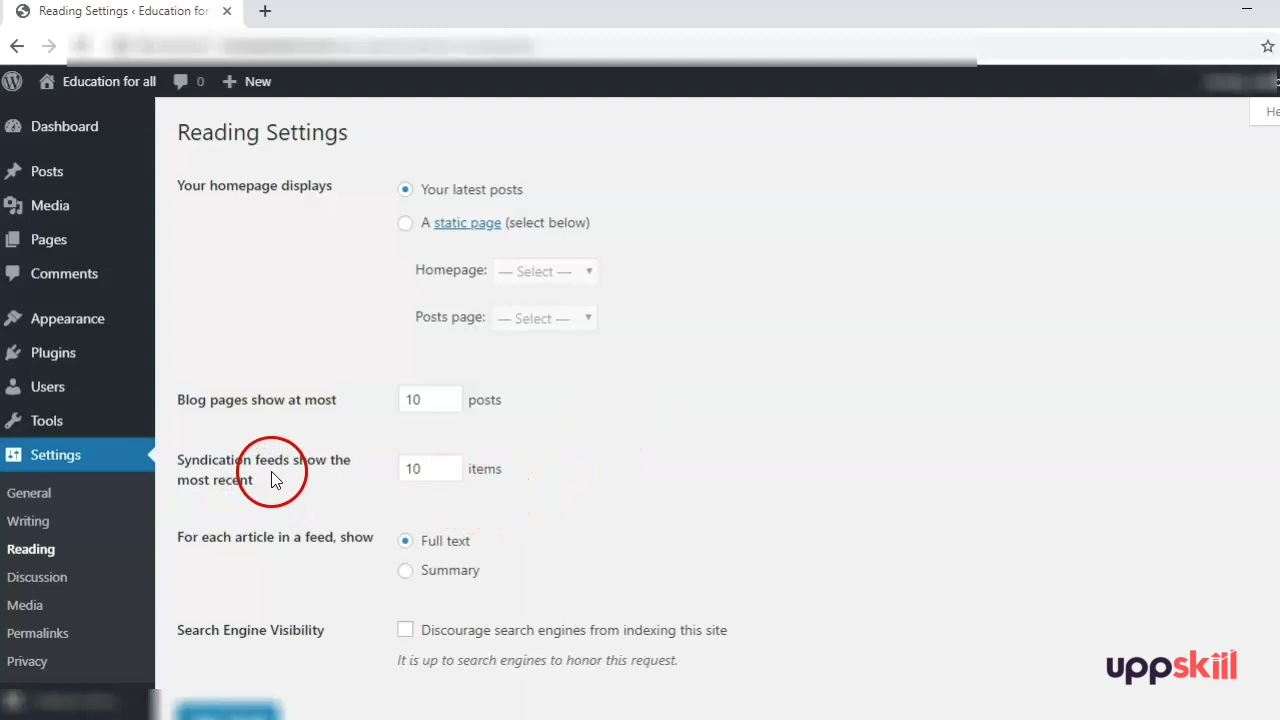 Reading Settings ‹ Education for
Education for all 0 New
He
Dashboard
Posts
Media
Pages
Comments
Appearance
Plugins
Users
Tools
Settings
General
Writing
Reading
Discussion
Media
Permalinks
Privacy
Reading Settings
Your homepage displays
Your latest posts
A static page (select below)
Homepage: — Select —
Posts page: — Select —
Blog pages show at most 10 posts
Syndication feeds show the
most recent
10 items
For each article in a feed, show
Full text
Summary
Search Engine Visibility
Discourage search engines from indexing this site
It is up to search engines to honor this request.
uppskill